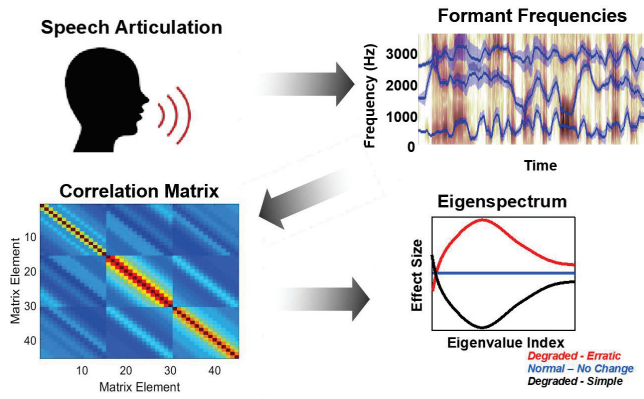 Speech Articulation
Formant Frequencies
Frequency (Hz)
3000
2000
1000
0
Time
Correlation Matrix
Matrix Element
10
20
30
40
10
20
30
40
Matrix Element
Eigenspectrum
Effect Size
Eigenvalue Index
Degraded - Erratic
Normal – No Change
Degraded - Simple